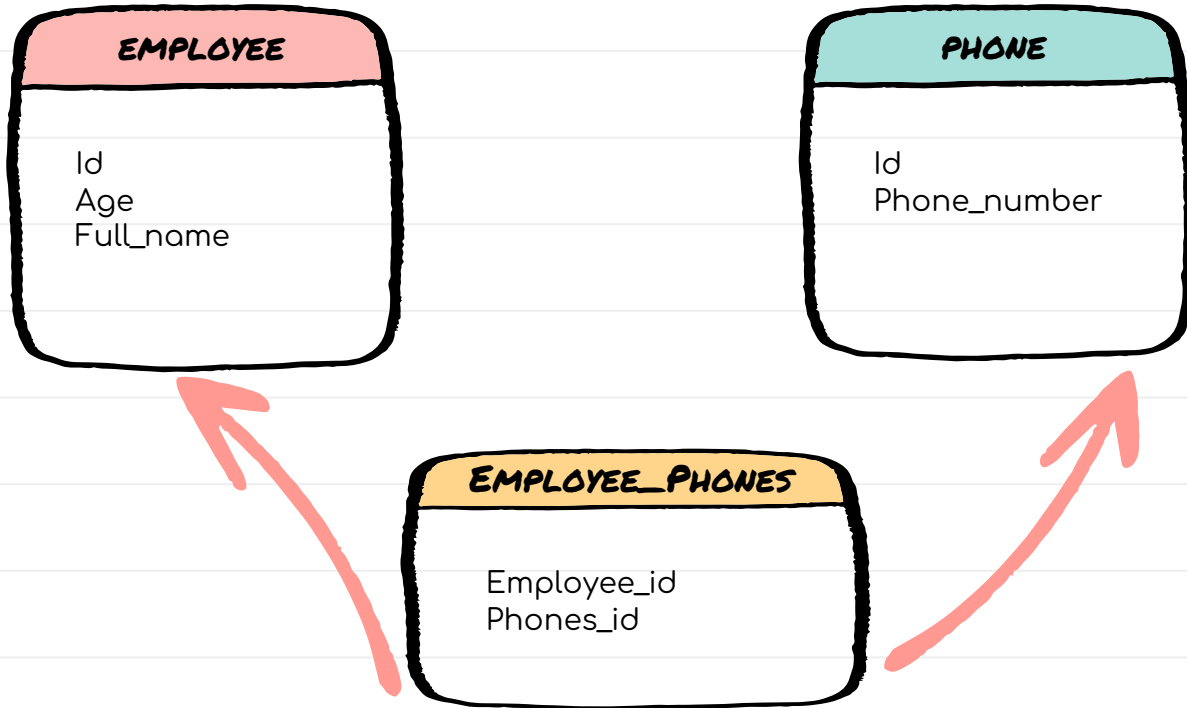 EMPLOYEE
Id
Age
Full_name
PHONE
Id
Phone_number
EMPLOYEE_PHONES
Employee_id
Phones_id